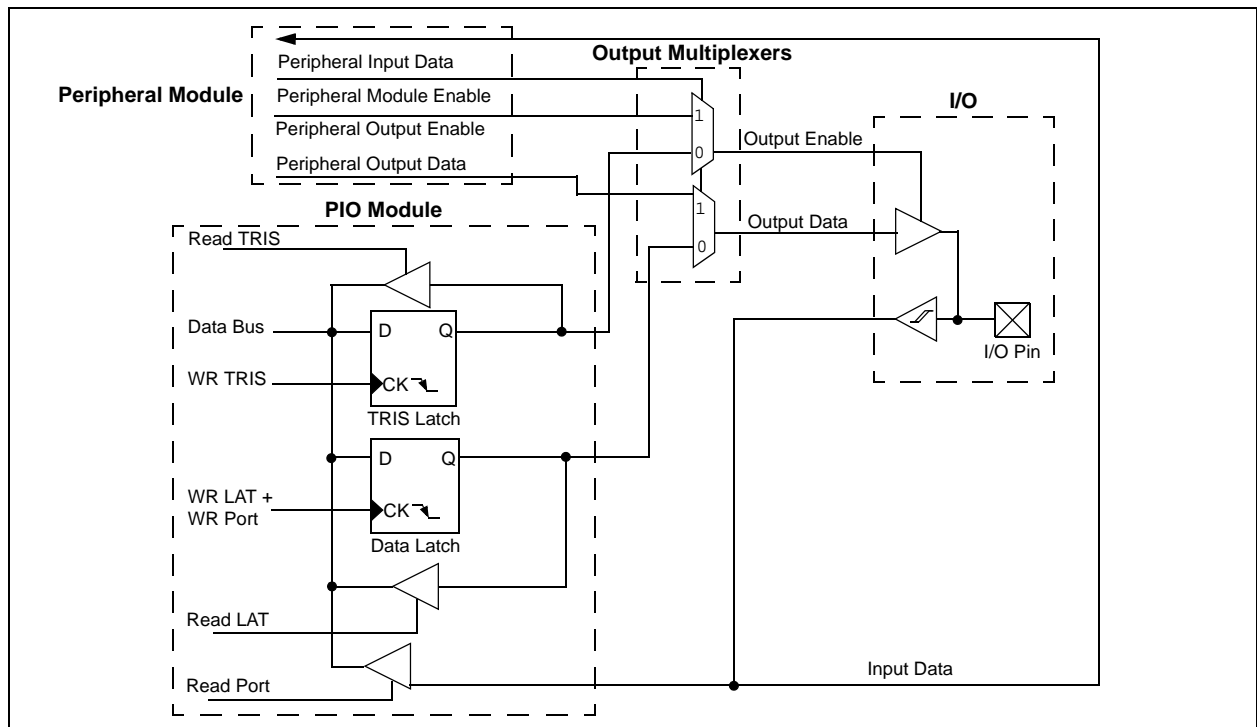 Output Multiplexers
Peripheral Input Data
Peripheral Module
Peripheral Module Enable
I/O
Peripheral Output Enable
1
0
Output Enable
Peripheral Output Data
PIO Module
1
0
Output Data
Read TRIS
Data Bus
D
Q
I/O Pin
WR TRIS
CK
TRIS Latch
D
Q
WR LAT +
WR Port
CK
Data Latch
Read LAT
Input Data
Read Port